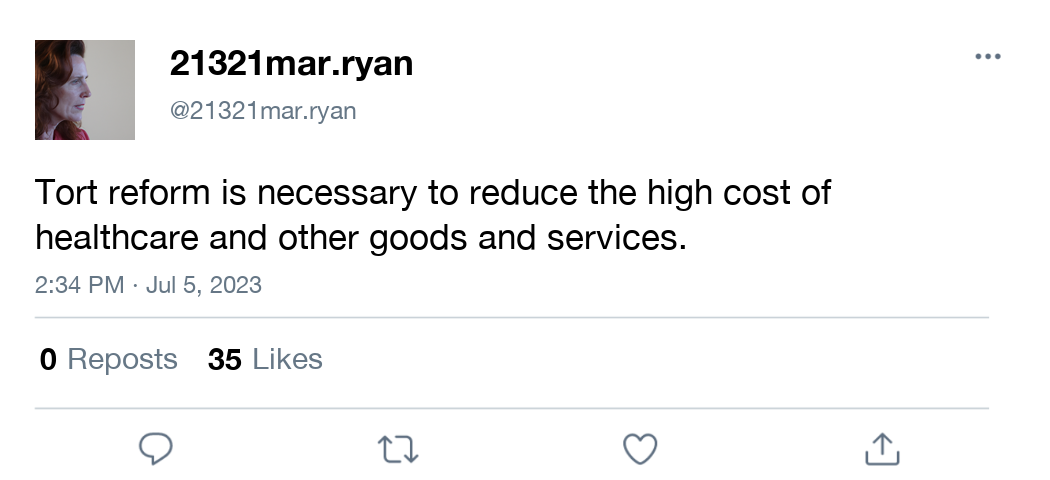 21321mar.ryan
@21321mar.ryan
Tort reform is necessary to reduce the high cost of
healthcare and other goods and services.
2:34 PM · Jul 5, 2023
0 Reposts 35 Likes